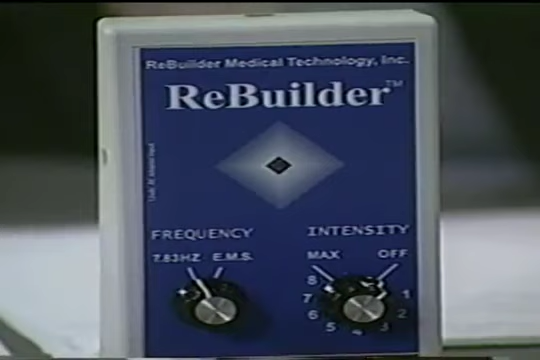 ReBuilder Medical Technology, Inc.
ReBuilder™
FREQUENCY INTENSITY
7.83HZ E.M.S. MAX OFF
8 1
7 2
6 3
5 4